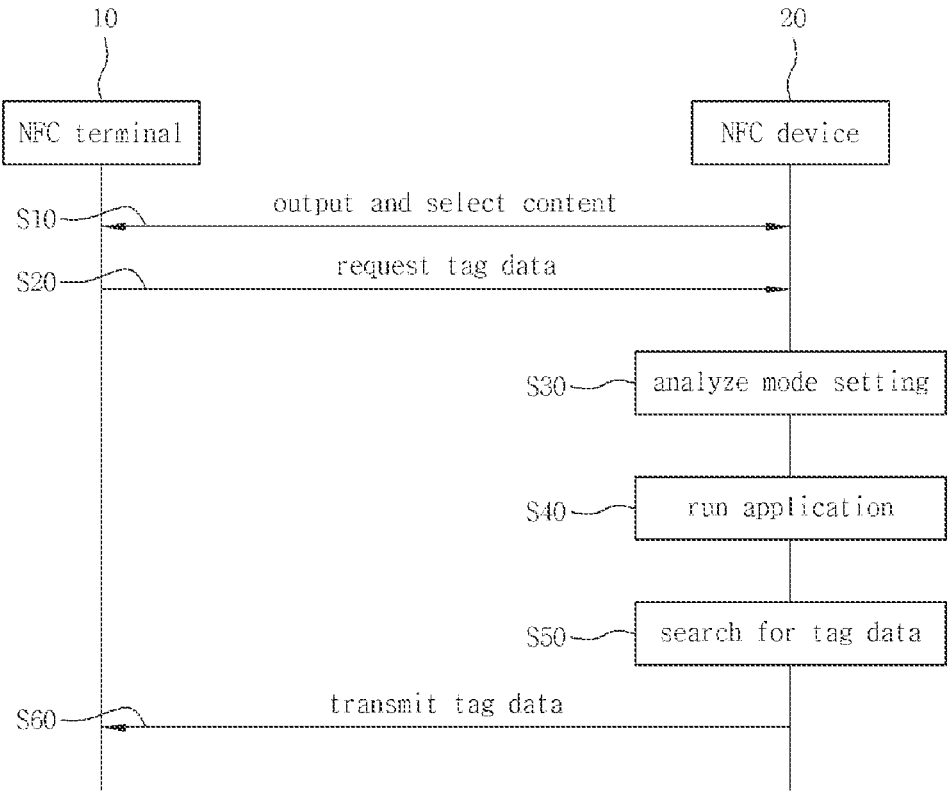 10
20
NFC terminal
NFC device
output and select content
S10
request tag data
S20
analyze mode setting
S30
run application
S40
search for tag data
S50
transmit tag data
S60